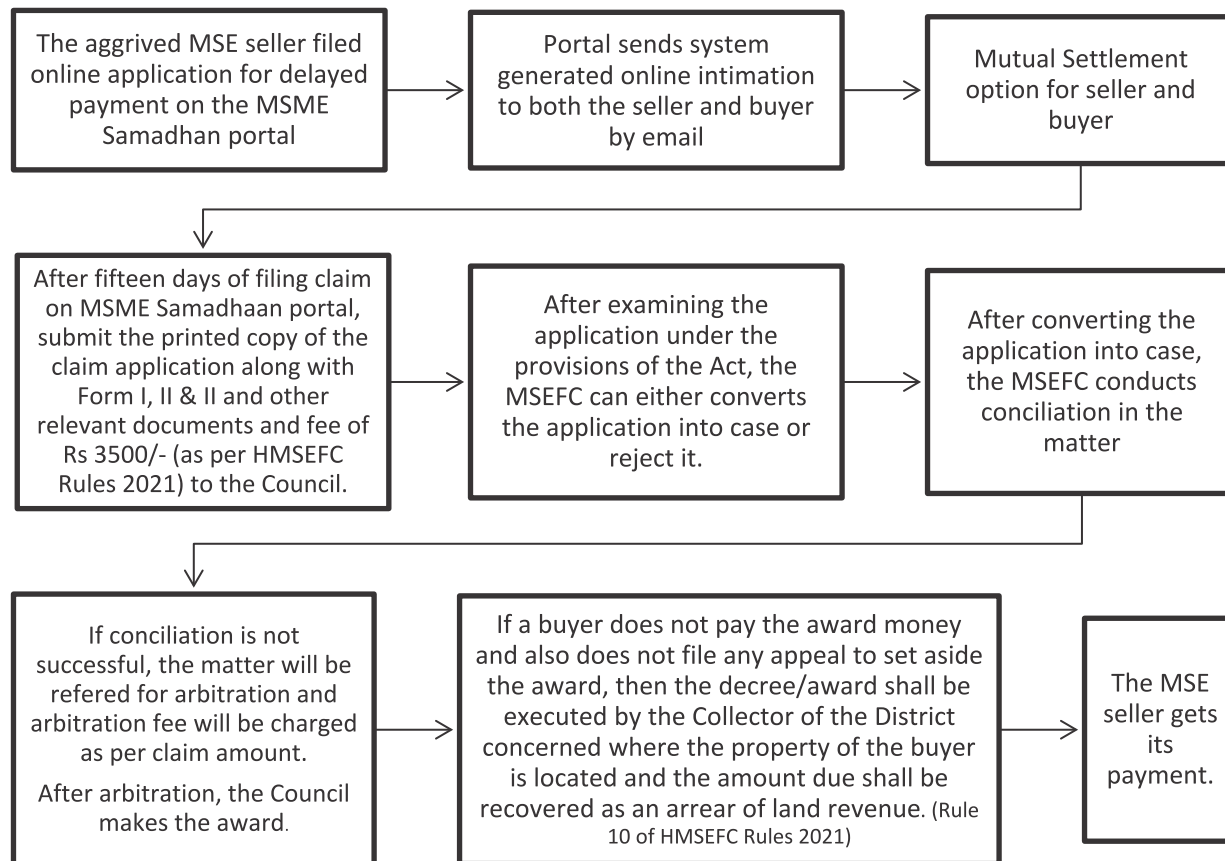 The aggrived MSE seller filed
online application for delayed
payment on the MSME
Samadhan portal
Portal sends system
generated online intimation
to both the seller and buyer
by email
Mutual Settlement
option for seller and
buyer
After fifteen days of filing claim
on MSME Samadhaan portal,
submit the printed copy of the
claim application along with
Form I, II & II and other
relevant documents and fee of
Rs 3500/- (as per HMSEFC
Rules 2021) to the Council.
After examining the
application under the
provisions of the Act, the
MSEFC can either converts
the application into case or
reject it.
After converting the
application into case,
the MSEFC conducts
conciliation in the
matter
If conciliation is not
successful, the matter will be
refered for arbitration and
arbitration fee will be charged
as per claim amount.
After arbitration, the Council
makes the award.
If a buyer does not pay the award money
and also does not file any appeal to set aside
the award, then the decree/award shall be
executed by the Collector of the District
concerned where the property of the buyer
is located and the amount due shall be
recovered as an arrear of land revenue. (Rule
10 of HMSEFC Rules 2021)
The MSE
seller gets
its
payment.